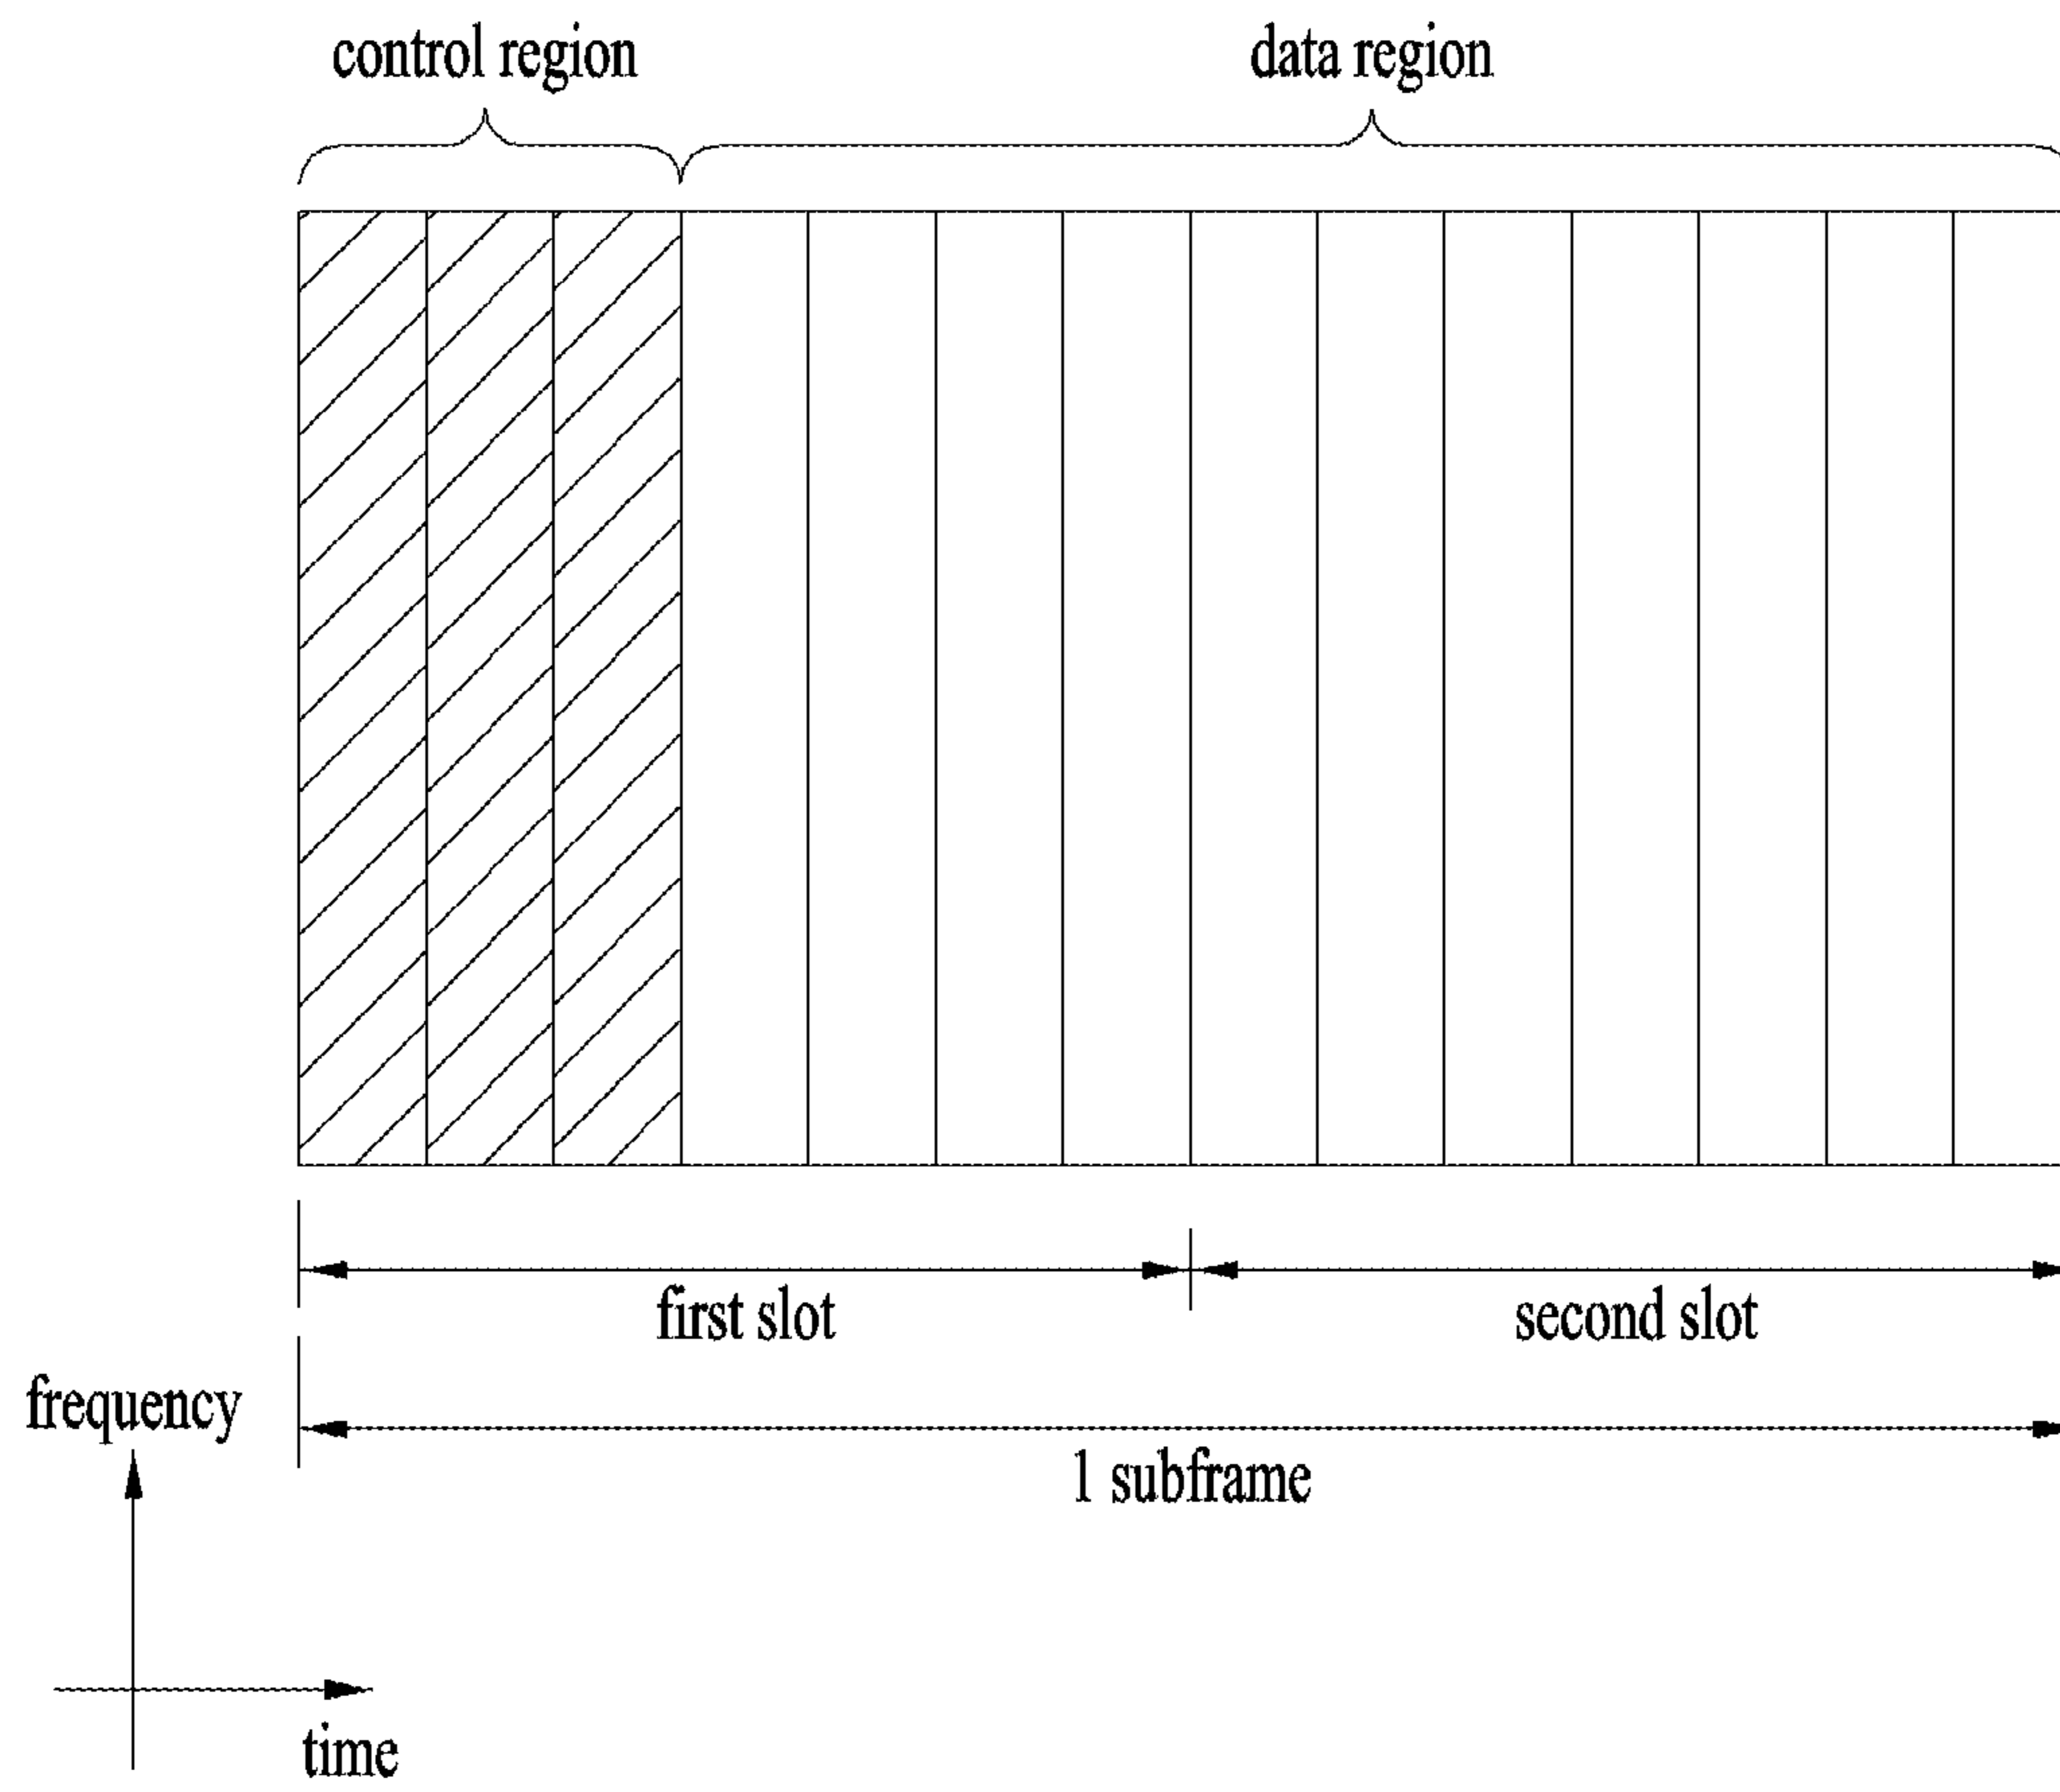 control region
data region
first slot
second slot
frequency
1 subframe
time